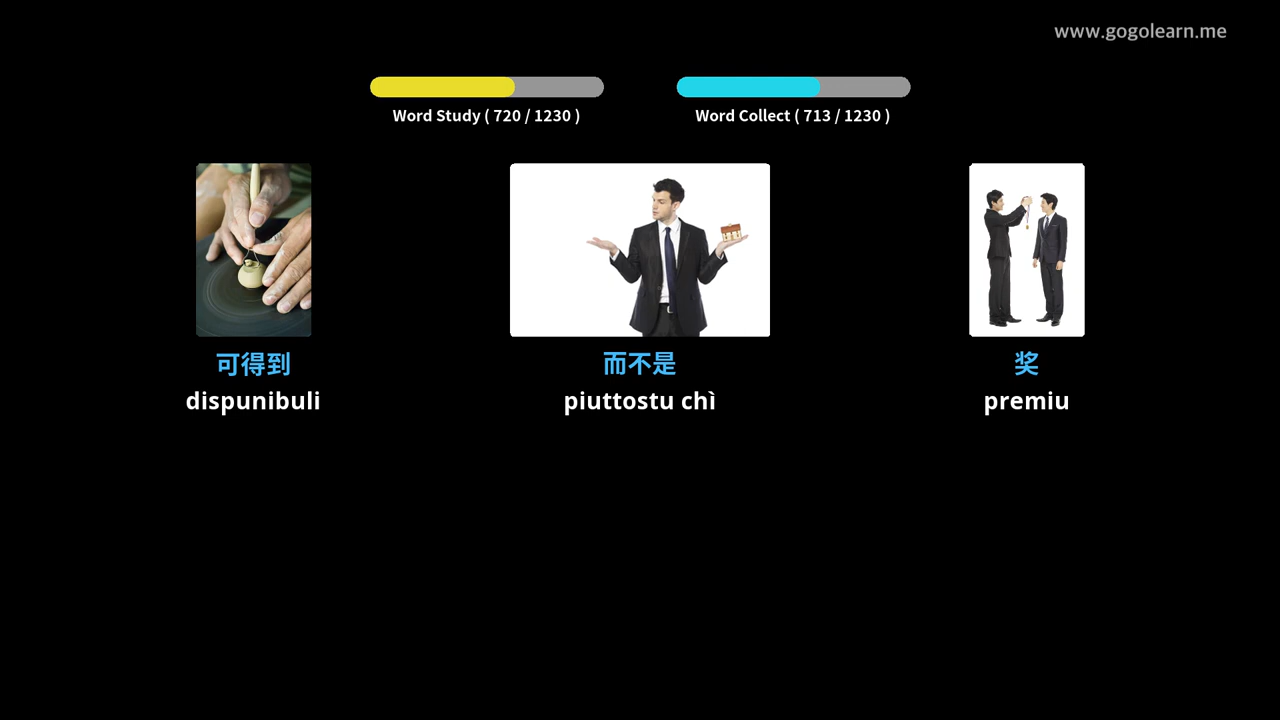 www.gogolearn.me
Word Study ( 720 / 1230 )
Word Collect ( 713 / 1230 )
可得到
dispunibuli
而不是
piuttostu chì
奖
premiu